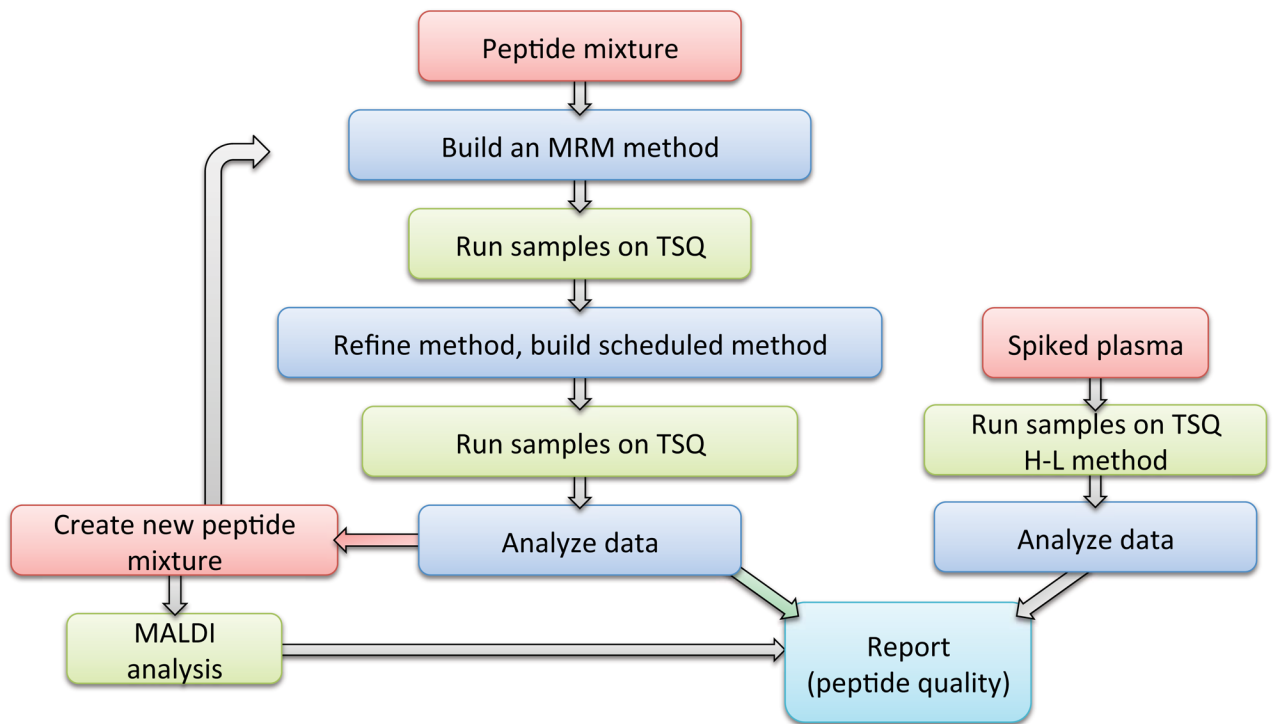 Peptide mixture
Build an MRM method
Run samples on TSQ
Refine method, build scheduled method
Spiked plasma
Run samples on TSQ
Run samples on TSQ
H-L method
Create new peptide
mixture
Analyze data
Analyze data
MALDI
analysis
Report
(peptide quality)